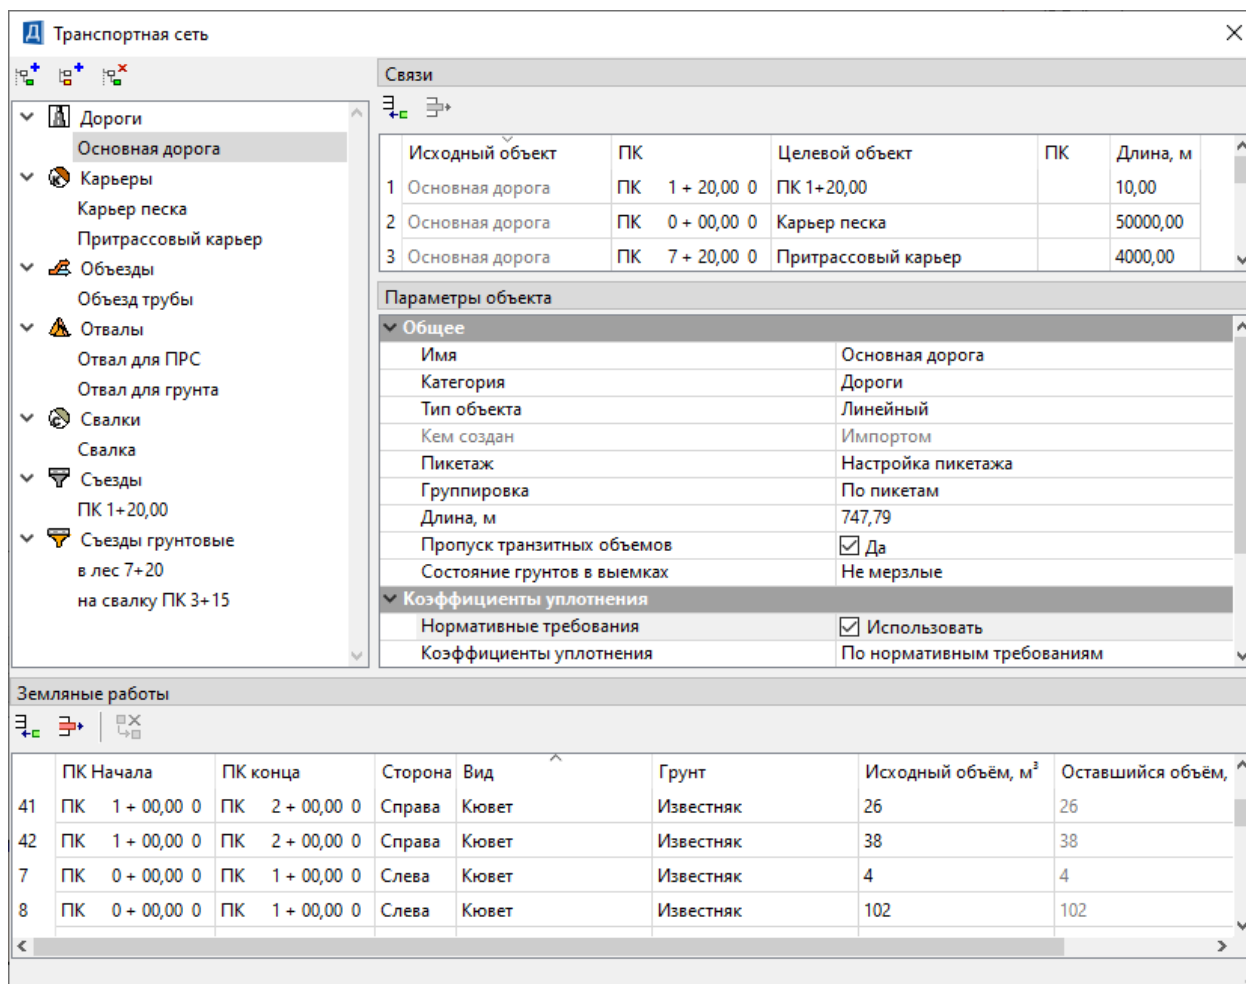 Транспортная сеть
Дороги
Основная дорога
Карьеры
Карьер песка
Притрассовый карьер
Объезды
Объезд трубы
Отвалы
Отвал для ПРС
Отвал для грунта
Свалки
Свалка
Съезды
ПК 1+20,00
Съезды грунтовые
в лес 7+20
на свалку ПК 3+15
Связи
Исходный объект ПК Целевой объект ПК Длина, м
1 Основная дорога ПК 1 + 20,00 0 ПК 1+20,00 10,00
2 Основная дорога ПК 0 + 00,00 0 Карьер песка 50000,00
3 Основная дорога ПК 7 + 20,00 0 Притрассовый карьер 4000,00
Параметры объекта
Общее
Имя Основная дорога
Категория Дороги
Тип объекта Линейный
Кем создан Импортом
Пикетаж Настройка пикетажа
Группировка По пикетам
Длина, м 747,79
Пропуск транзитных объемов Да
Состояние грунтов в выемках Не мерзлые
Коэффициенты уплотнения
Нормативные требования Использовать
Коэффициенты уплотнения По нормативным требованиям
Земляные работы
ПК Начала ПК конца Сторона Вид Грунт Исходный объём, м³ Оставшийся объём,
41 ПК 1 + 00,00 0 ПК 2 + 00,00 0 Справа Кювет Известняк 26 26
42 ПК 1 + 00,00 0 ПК 2 + 00,00 0 Справа Кювет Известняк 38 38
7 ПК 0 + 00,00 0 ПК 1 + 00,00 0 Слева Кювет Известняк 4 4
8 ПК 0 + 00,00 0 ПК 1 + 00,00 0 Слева Кювет Известняк 102 102